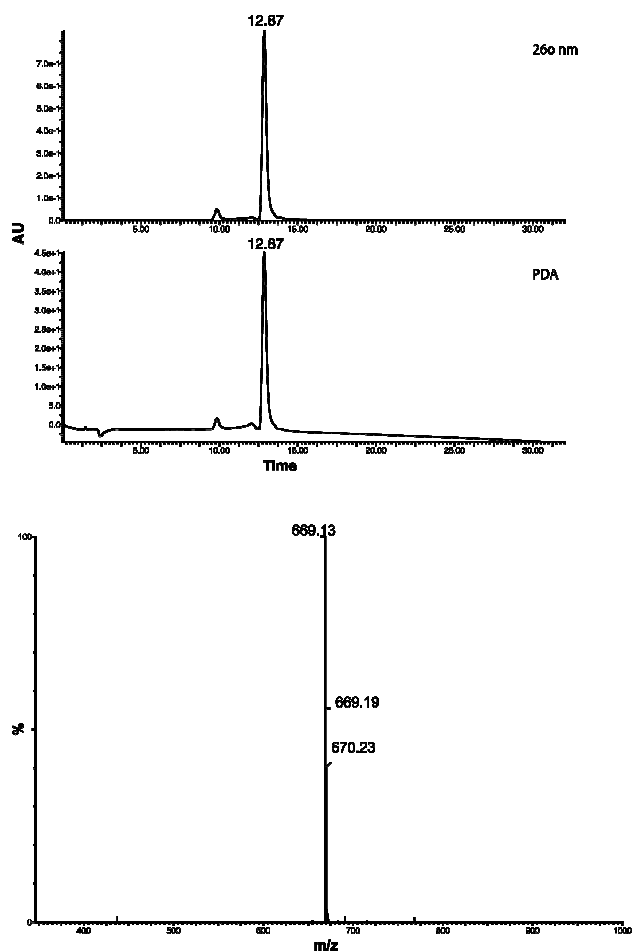 12.87
26o nm
7.0e-1
6.0e-1
5.0e-1
4.0e-1
3.0e-1
2.0e-1
1.0e-1
0.0
5.00 10.00 15.00 20.00 25.00 30.00
AU
12.87
PDA
4.5e+1
4.0e+1
3.5e+1
3.0e+1
2.5e+1
2.0e+1
1.5e+1
1.0e+1
5.0
0.0
5.00 10.00 15.00 20.00 25.00 30.00
Time
669.13
100
669.19
%
670.23
0
400 500 600 700 800 900 1000
m/z